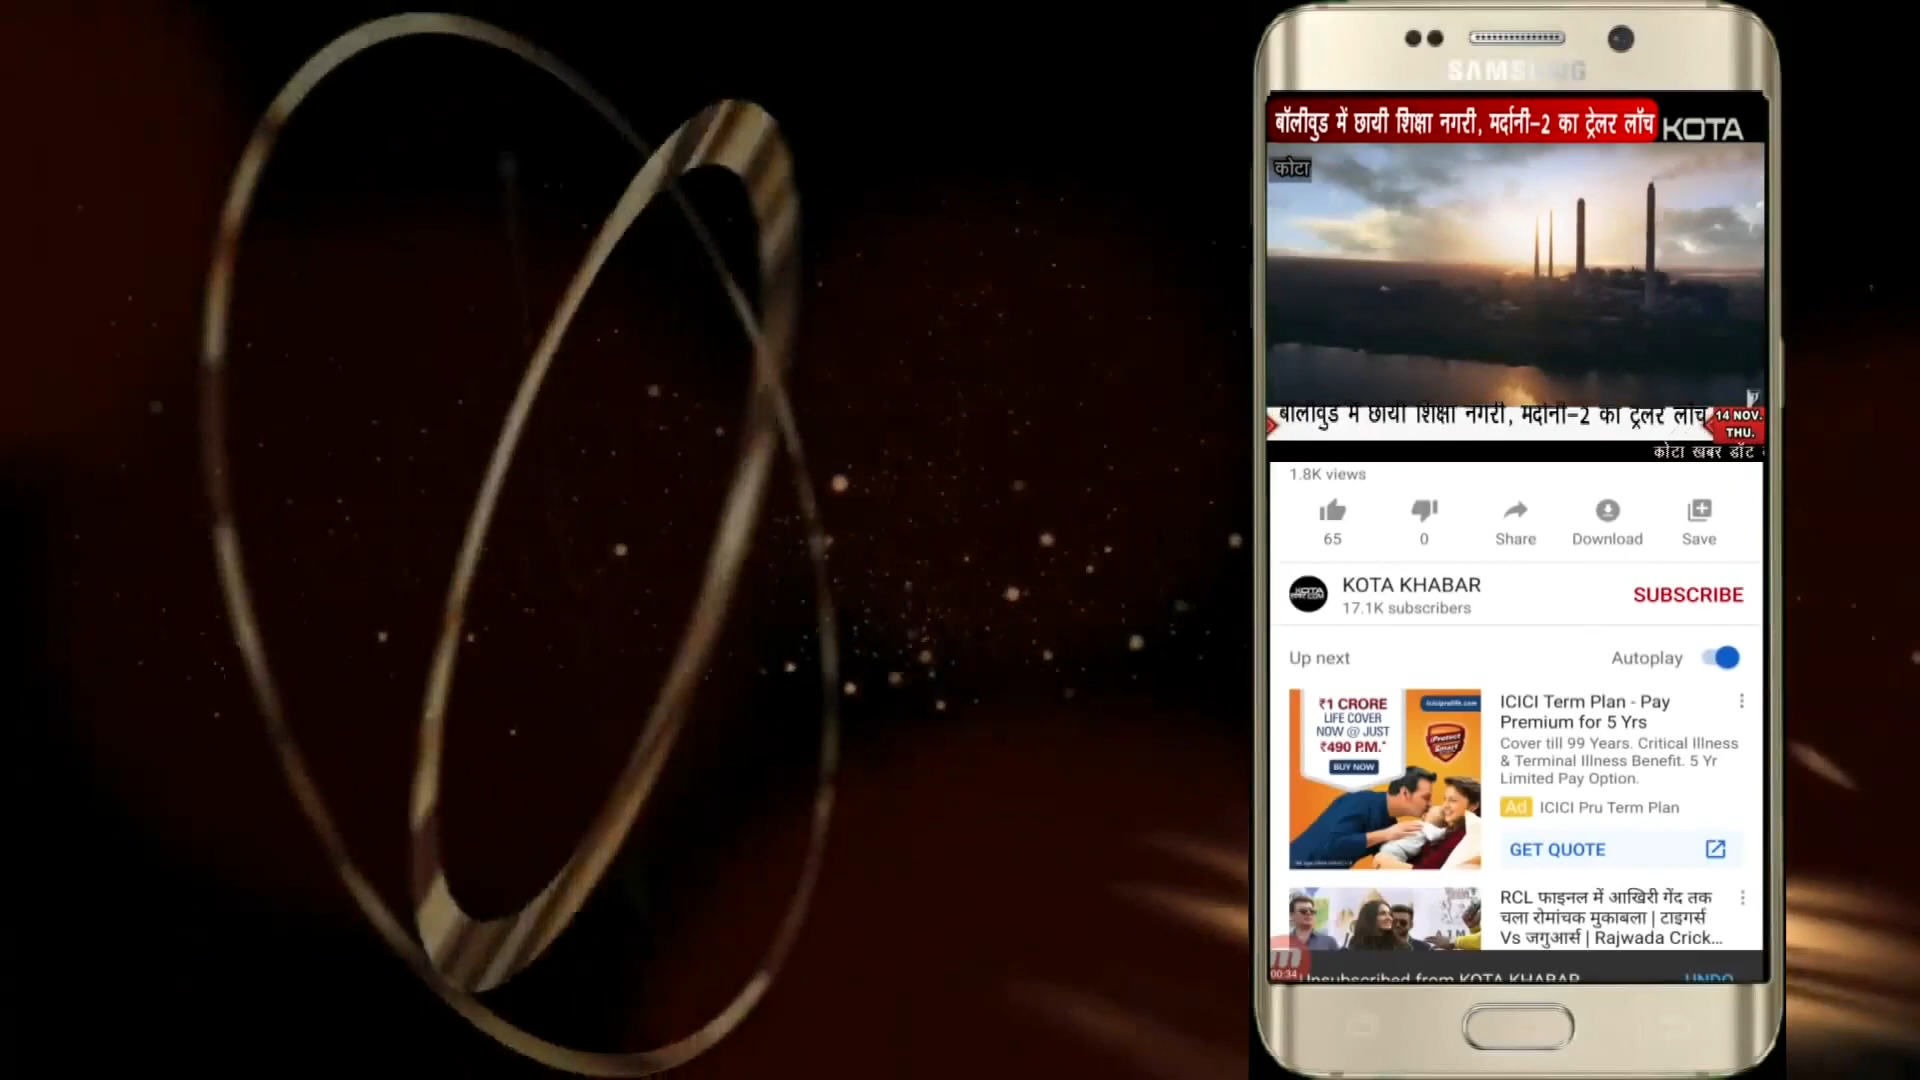 SAMSUNG
बॉलीवुड में छायी शिक्षा नगरी, मर्दानी-2 का ट्रेलर लॉच
KOTA
कोटा
बॉलीवुड में छायी शिक्षा नगरी, मर्दानी-2 का ट्रेलर लॉच
14 NOV.
THU.
कोटा खबर डॉट
1.8K views
65
0
Share
Download
Save
KOTA KHABAR
17.1K subscribers
SUBSCRIBE
Up next
Autoplay
₹1 CRORE
LIFE COVER
NOW @ JUST
₹490 P.M.*
BUY NOW
iciciprulife.com
iProtect
Smart
ICICI Term Plan - Pay
Premium for 5 Yrs
Cover till 99 Years. Critical Illness
& Terminal Illness Benefit. 5 Yr
Limited Pay Option.
Ad ICICI Pru Term Plan
GET QUOTE
RCL फाइनल में आखिरी गेंद तक
चला रोमांचक मुकाबला | टाइगर्स
Vs जगुआर्स | Rajwada Crick...
00:34
Unsubscribed from KOTA KHABAR
UNDO